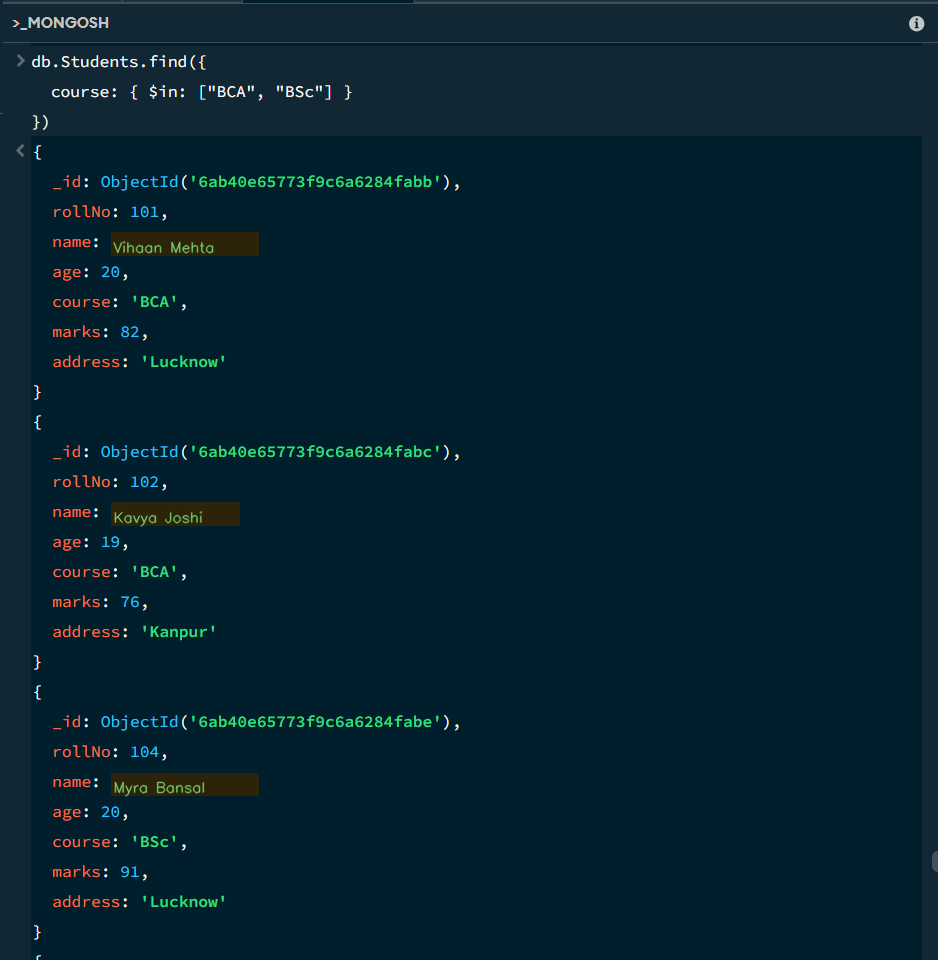 >_MONGOSH
> db.Students.find({
course: { $in: ["BCA", "BSc"] }
})
< {
_id: ObjectId('6ab40e65773f9c6a6284fabb'),
rollNo: 101,
name: Vihaan Mehta
age: 20,
course: 'BCA',
marks: 82,
address: 'Lucknow'
}
{
_id: ObjectId('6ab40e65773f9c6a6284fabc'),
rollNo: 102,
name: Kavya Joshi
age: 19,
course: 'BCA',
marks: 76,
address: 'Kanpur'
}
{
_id: ObjectId('6ab40e65773f9c6a6284fabe'),
rollNo: 104,
name: Myra Bansal
age: 20,
course: 'BSc',
marks: 91,
address: 'Lucknow'
}
{